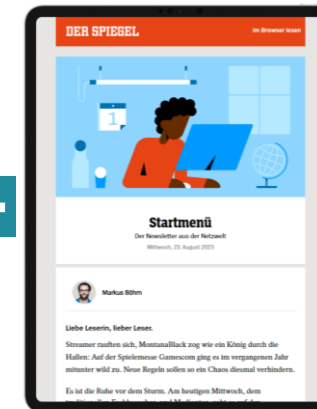 DER SPIEGEL
Im Browser lesen
1
Startmenü
Der Newsletter aus der Netzwelt
Mittwoch, 23. August 2023
Markus Böhm
Liebe Leserin, lieber Leser,
Streamer rauften sich, MontanaBlack zog wie ein König durch die
Hallen: Auf der Spielemesse Gamescom ging es im vergangenen Jahr
mitunter wild zu. Neue Regeln sollen so ein Chaos diesmal verhindern.
Es ist die Ruhe vor dem Sturm. Am heutigen Mittwoch, dem